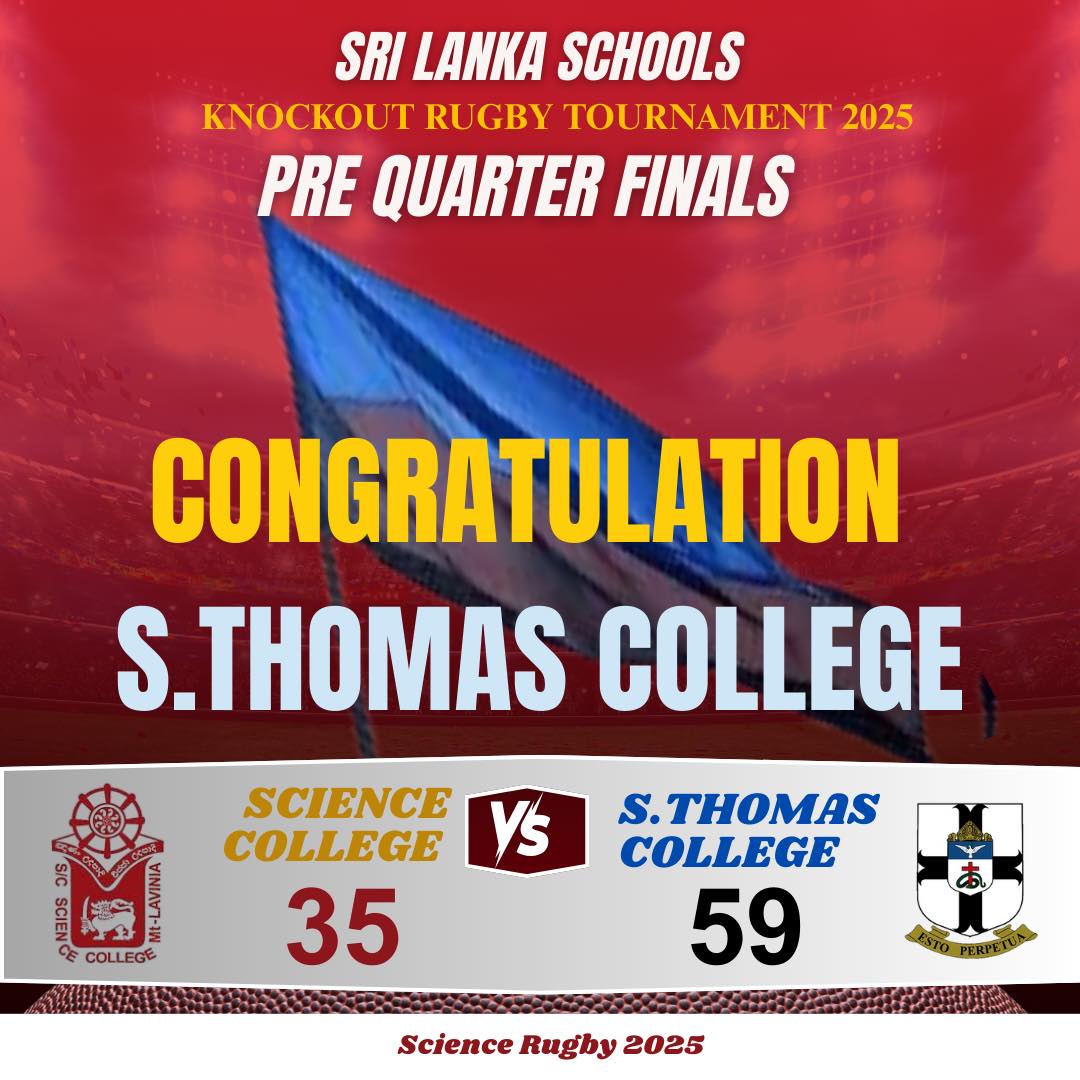 SRI LANKA SCHOOLS
KNOCKOUT RUGBY TOURNAMENT 2025
PRE QUARTER FINALS
CONGRATULATION
S.THOMAS COLLEGE
SCIENCE
COLLEGE
35
VS
S.THOMAS
COLLEGE
59
S/C SCIENCE COLLEGE Mt-LAVINIA
ESTO PERPETUA
Science Rugby 2025